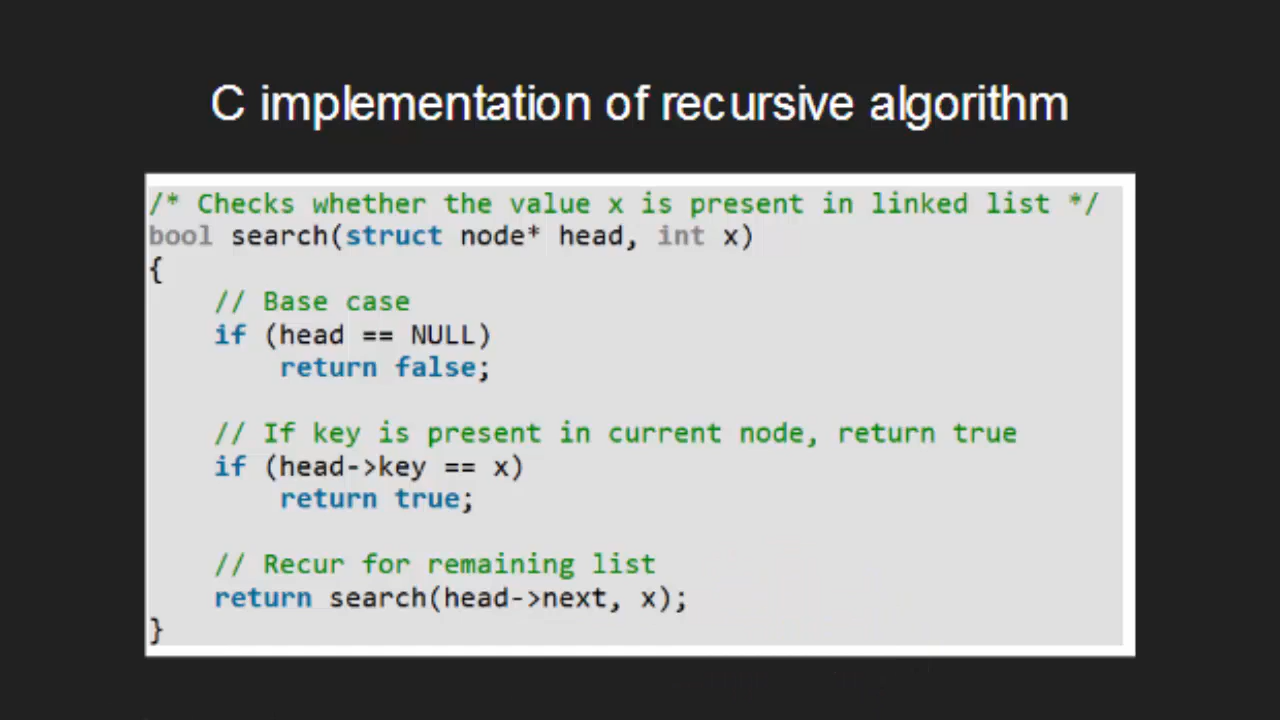 C implementation of recursive algorithm
/* Checks whether the value x is present in linked list */
bool search(struct node* head, int x)
{
    // Base case
    if (head == NULL)
        return false;

    // If key is present in current node, return true
    if (head->key == x)
        return true;

    // Recur for remaining list
    return search(head->next, x);
}